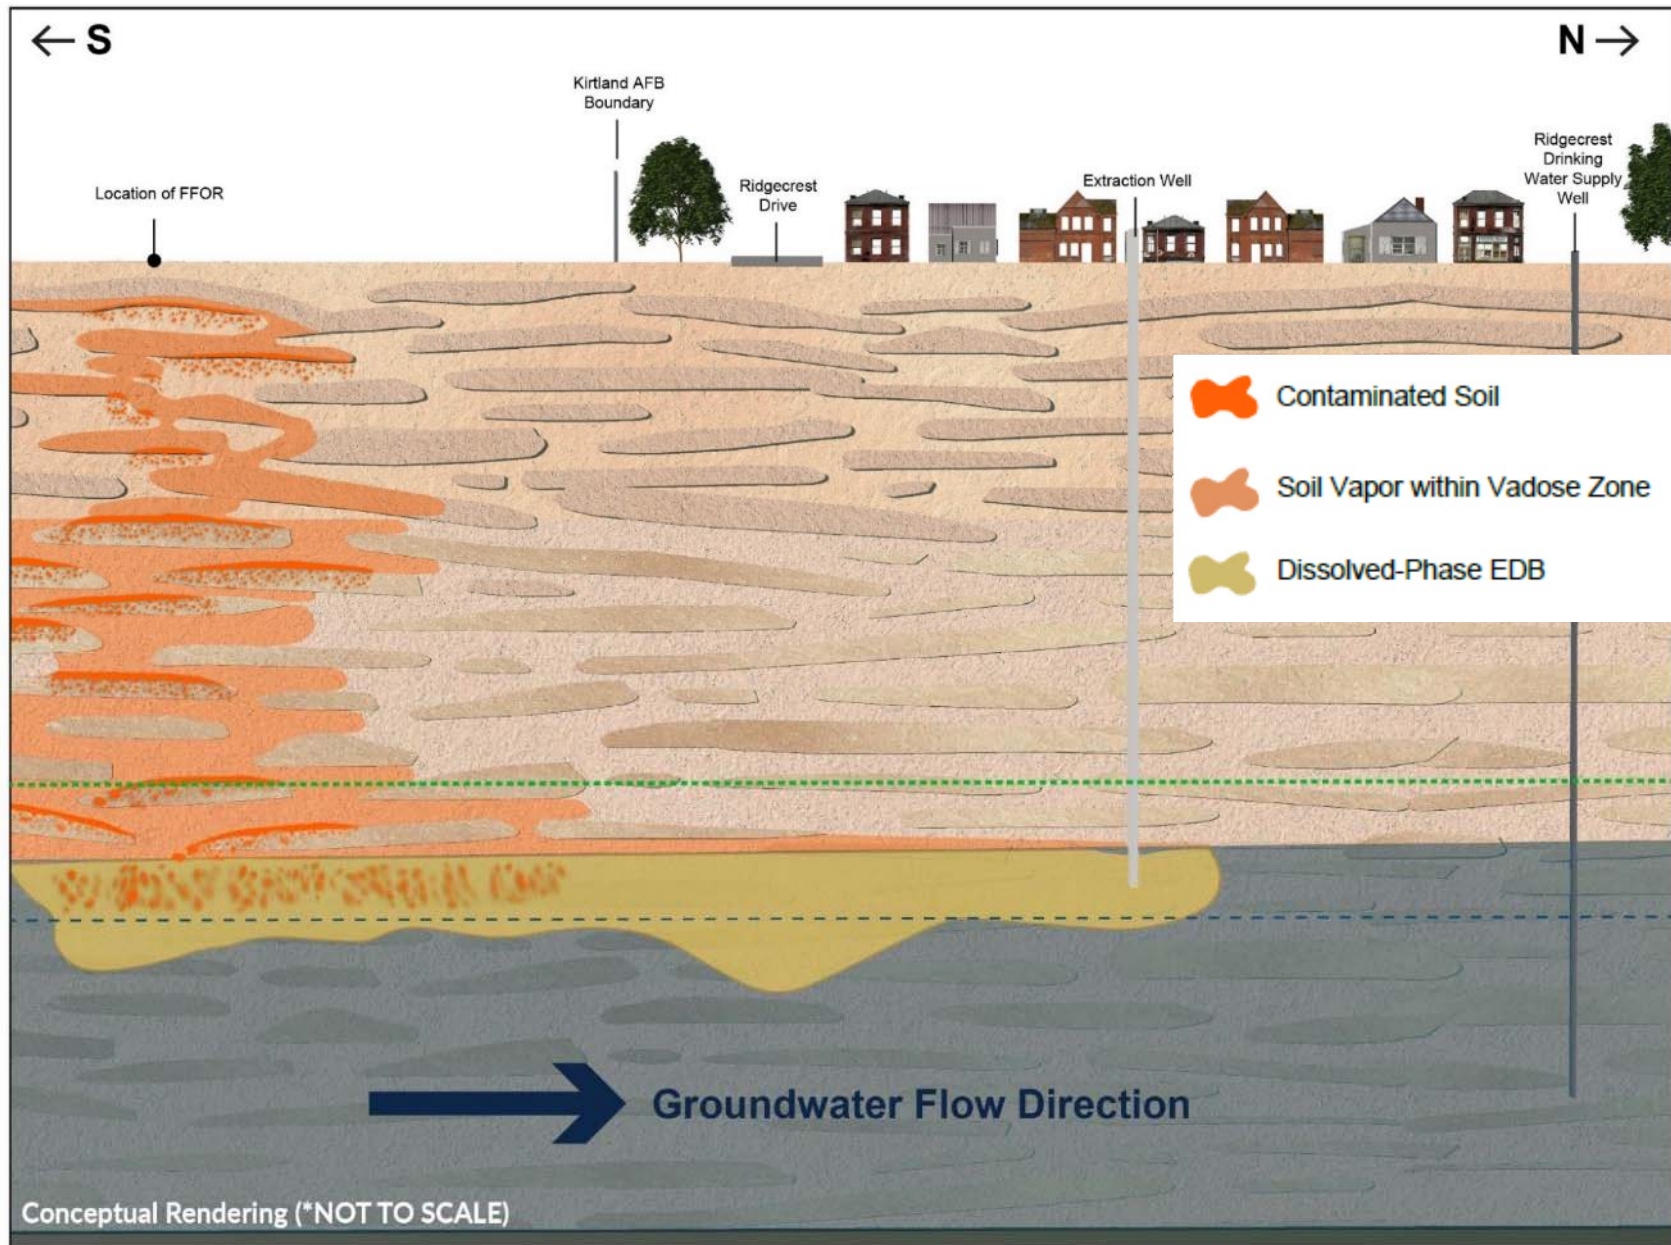 ← S
N →
Kirtland AFB
Boundary
Location of FFOR
Ridgecrest
Drive
Extraction Well
Ridgecrest
Drinking
Water Supply
Well
Contaminated Soil
Soil Vapor within Vadose Zone
Dissolved-Phase EDB
Groundwater Flow Direction
Conceptual Rendering (*NOT TO SCALE)